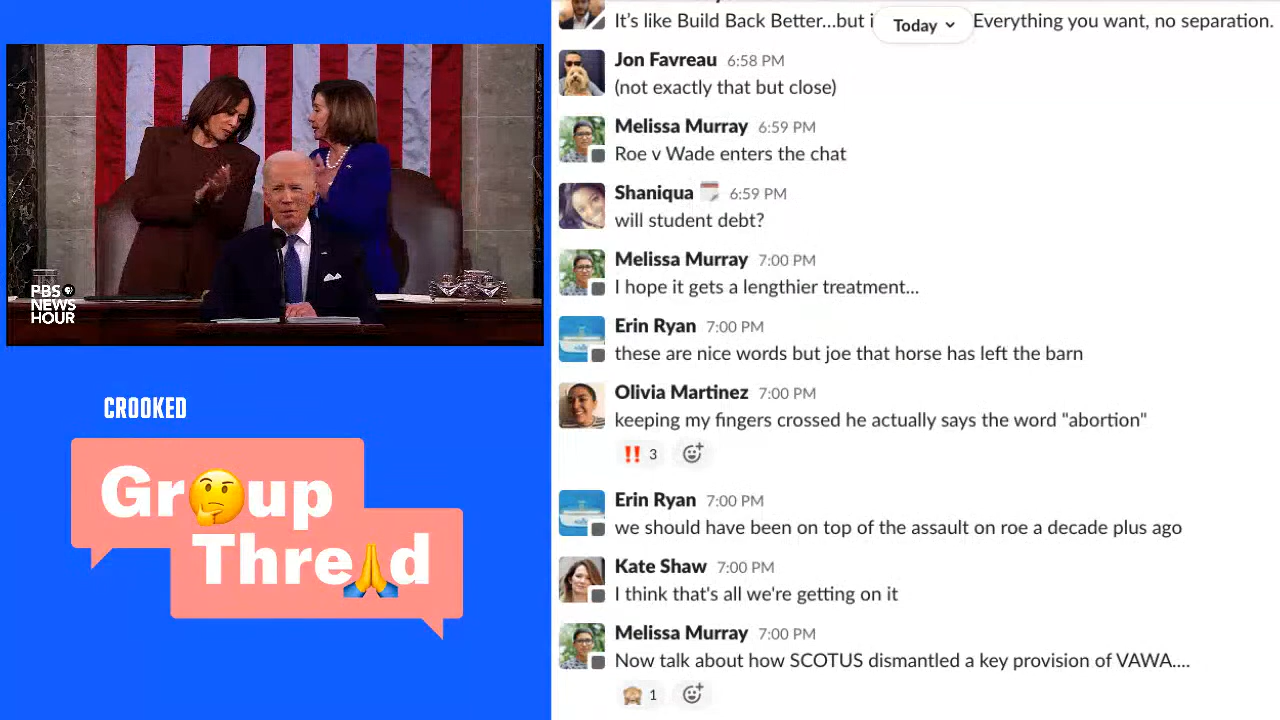 It's like Build Back Better...but i
Today
Everything you want, no separation.
Jon Favreau 6:58 PM
(not exactly that but close)
Melissa Murray 6:59 PM
Roe v Wade enters the chat
Shaniqua 6:59 PM
will student debt?
Melissa Murray 7:00 PM
I hope it gets a lengthier treatment...
Erin Ryan 7:00 PM
these are nice words but joe that horse has left the barn
Olivia Martinez 7:00 PM
keeping my fingers crossed he actually says the word "abortion"
3
Erin Ryan 7:00 PM
we should have been on top of the assault on roe a decade plus ago
Kate Shaw 7:00 PM
I think that's all we're getting on it
Melissa Murray 7:00 PM
Now talk about how SCOTUS dismantled a key provision of VAWA....
1
PBS
NEWS
HOUR
CROOKED
Gr🤔up
Thre🙏d